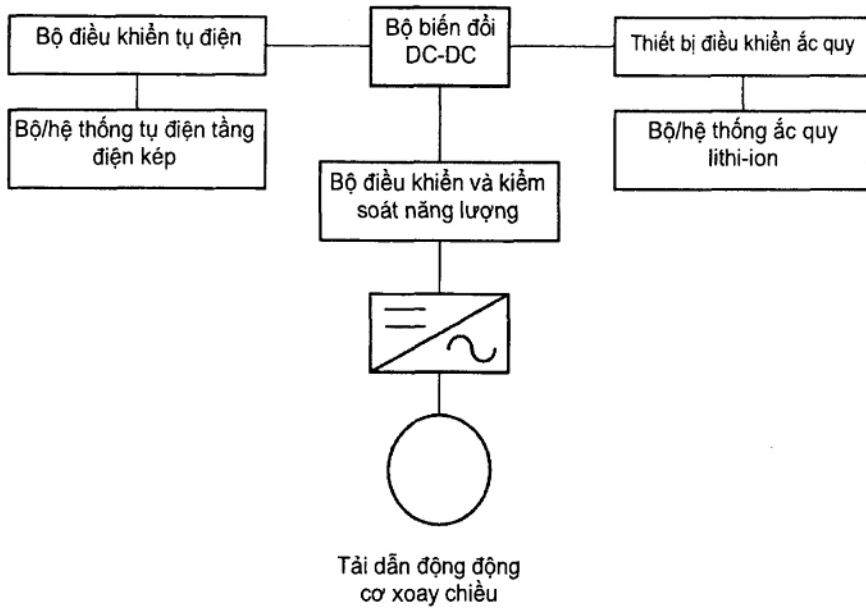 Bộ điều khiển tụ điện
Bộ biến đổi
DC-DC
Thiết bị điều khiển ắc quy
Bộ/hệ thống tụ điện tầng
điện kép
Bộ/hệ thống ắc quy
lithi-ion
Bộ điều khiển và kiểm
soát năng lượng
Tải dẫn động động
cơ xoay chiều